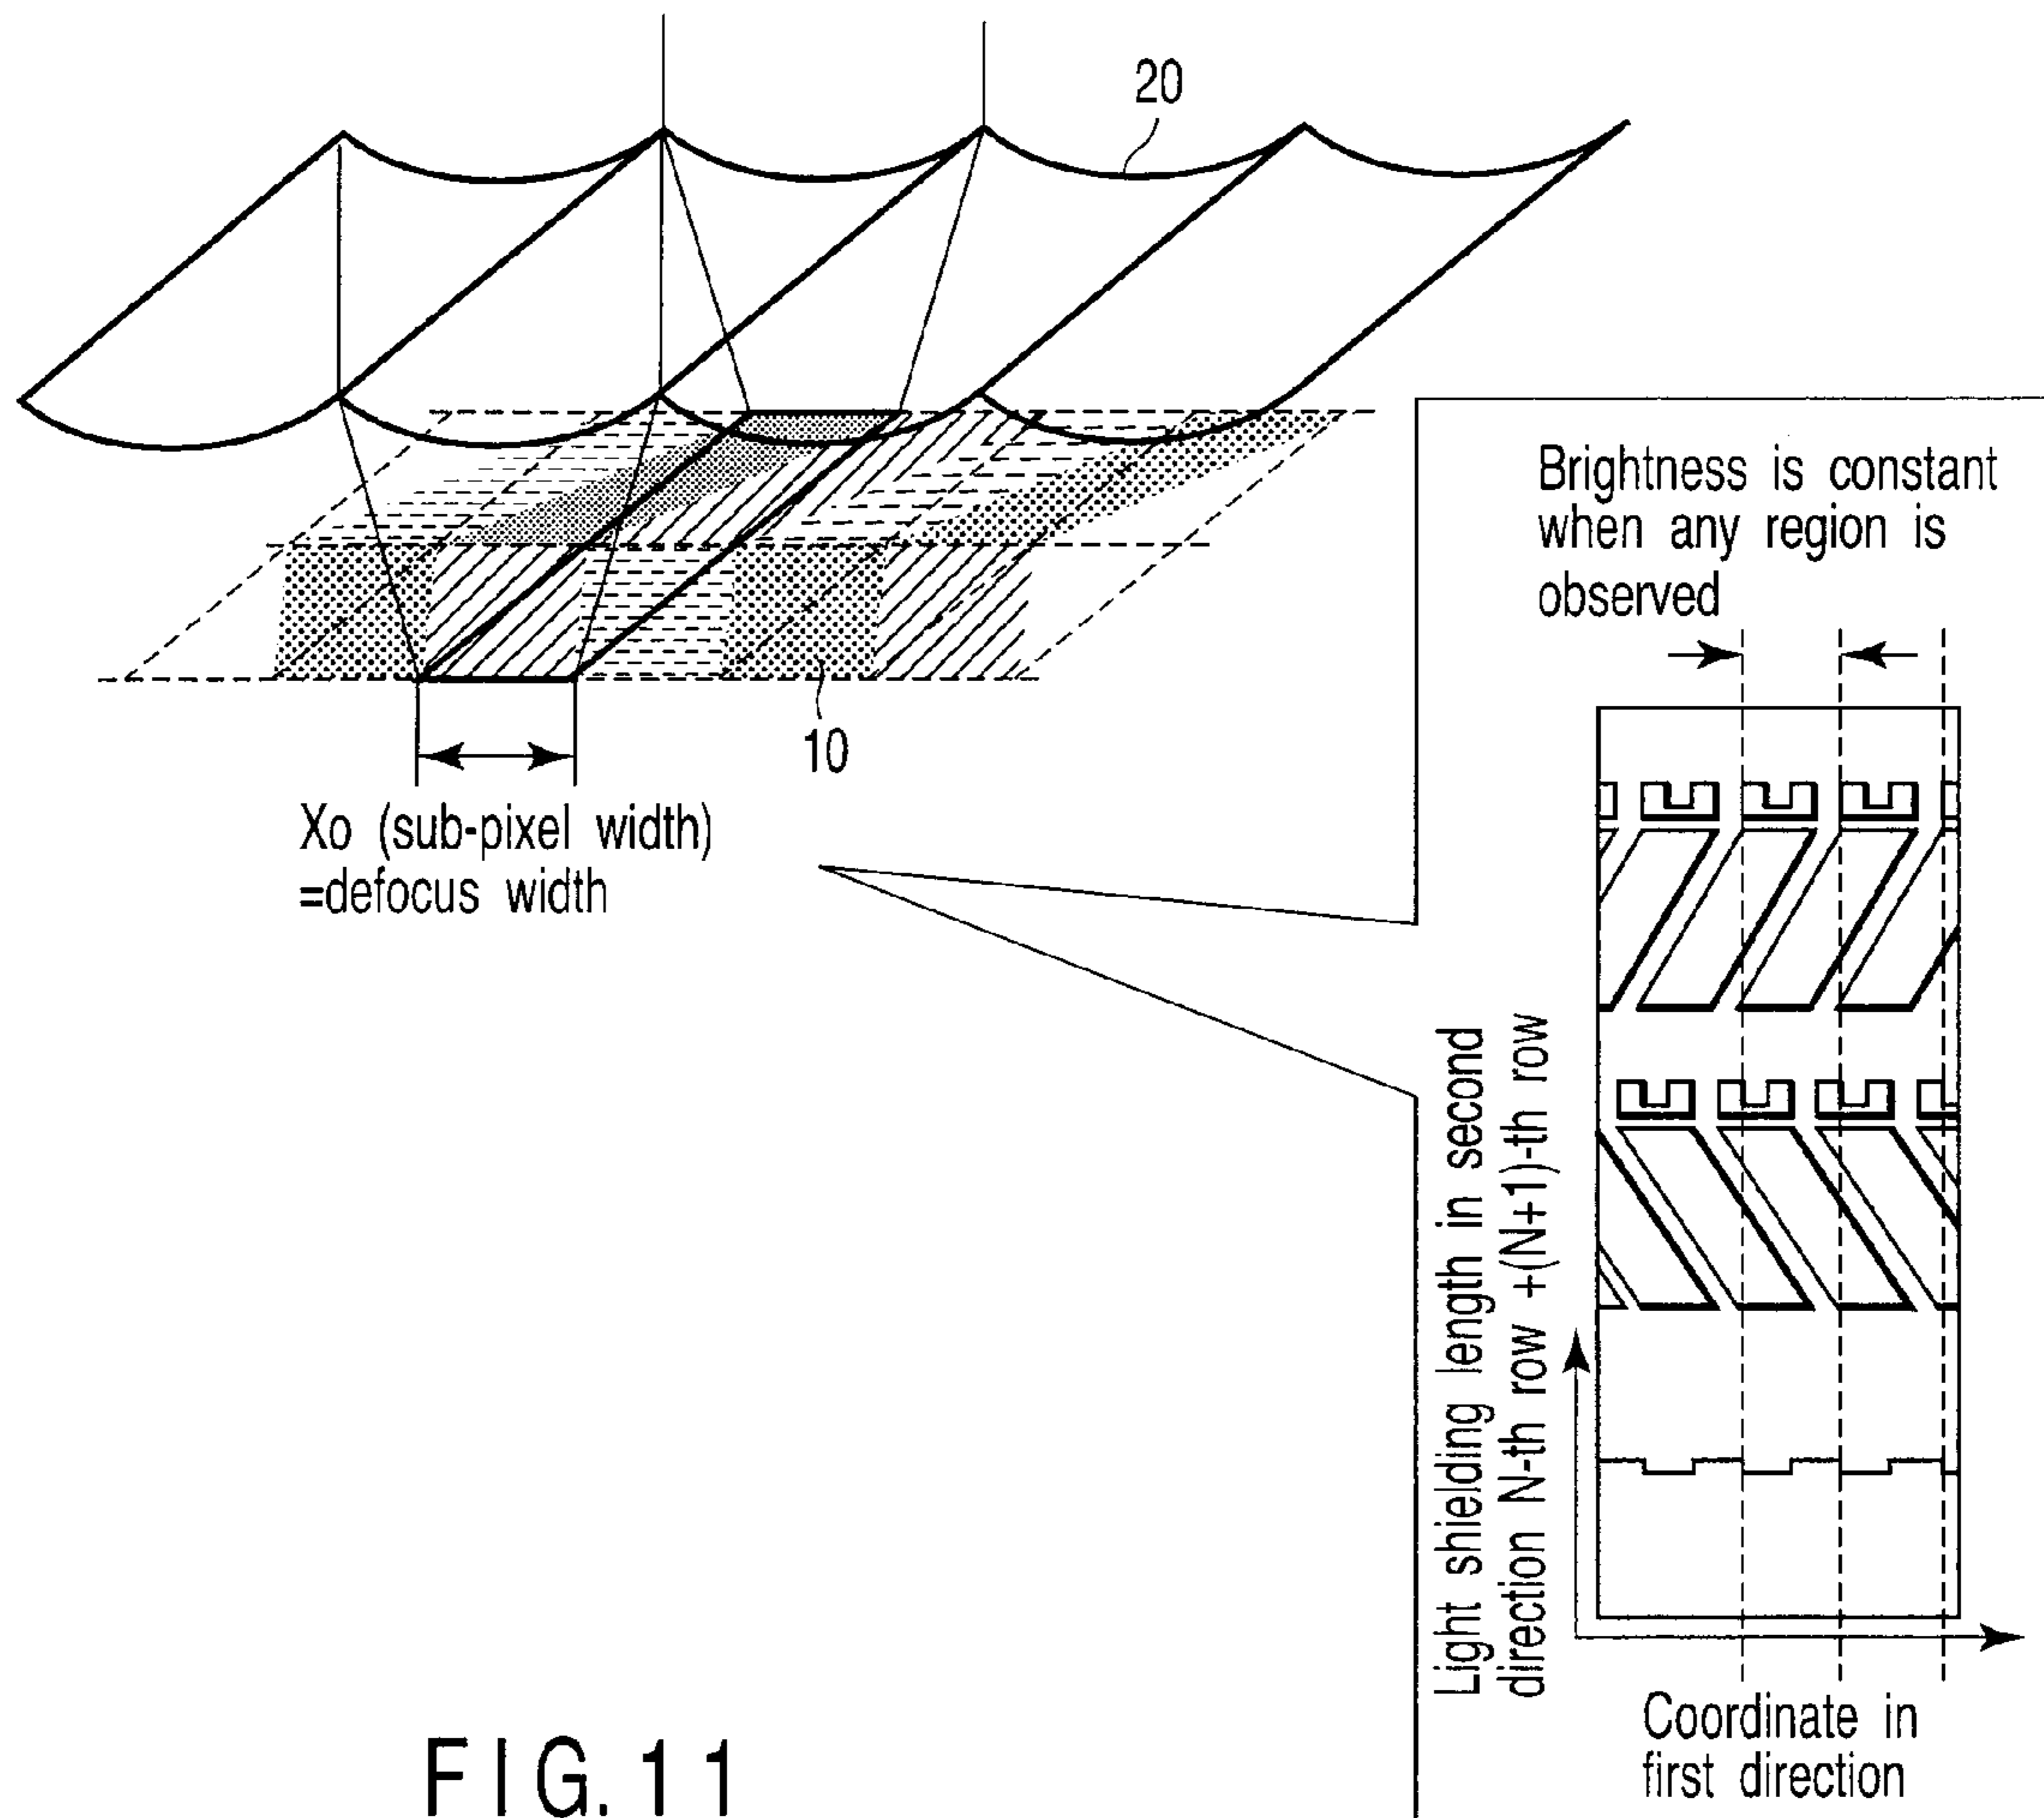 20
Brightness is constant
when any region is
observed
10
Xo (sub-pixel width)
=defocus width
Light shielding length in second
direction N-th row +(N+1)-th row
Coordinate in
first direction
FIG.11